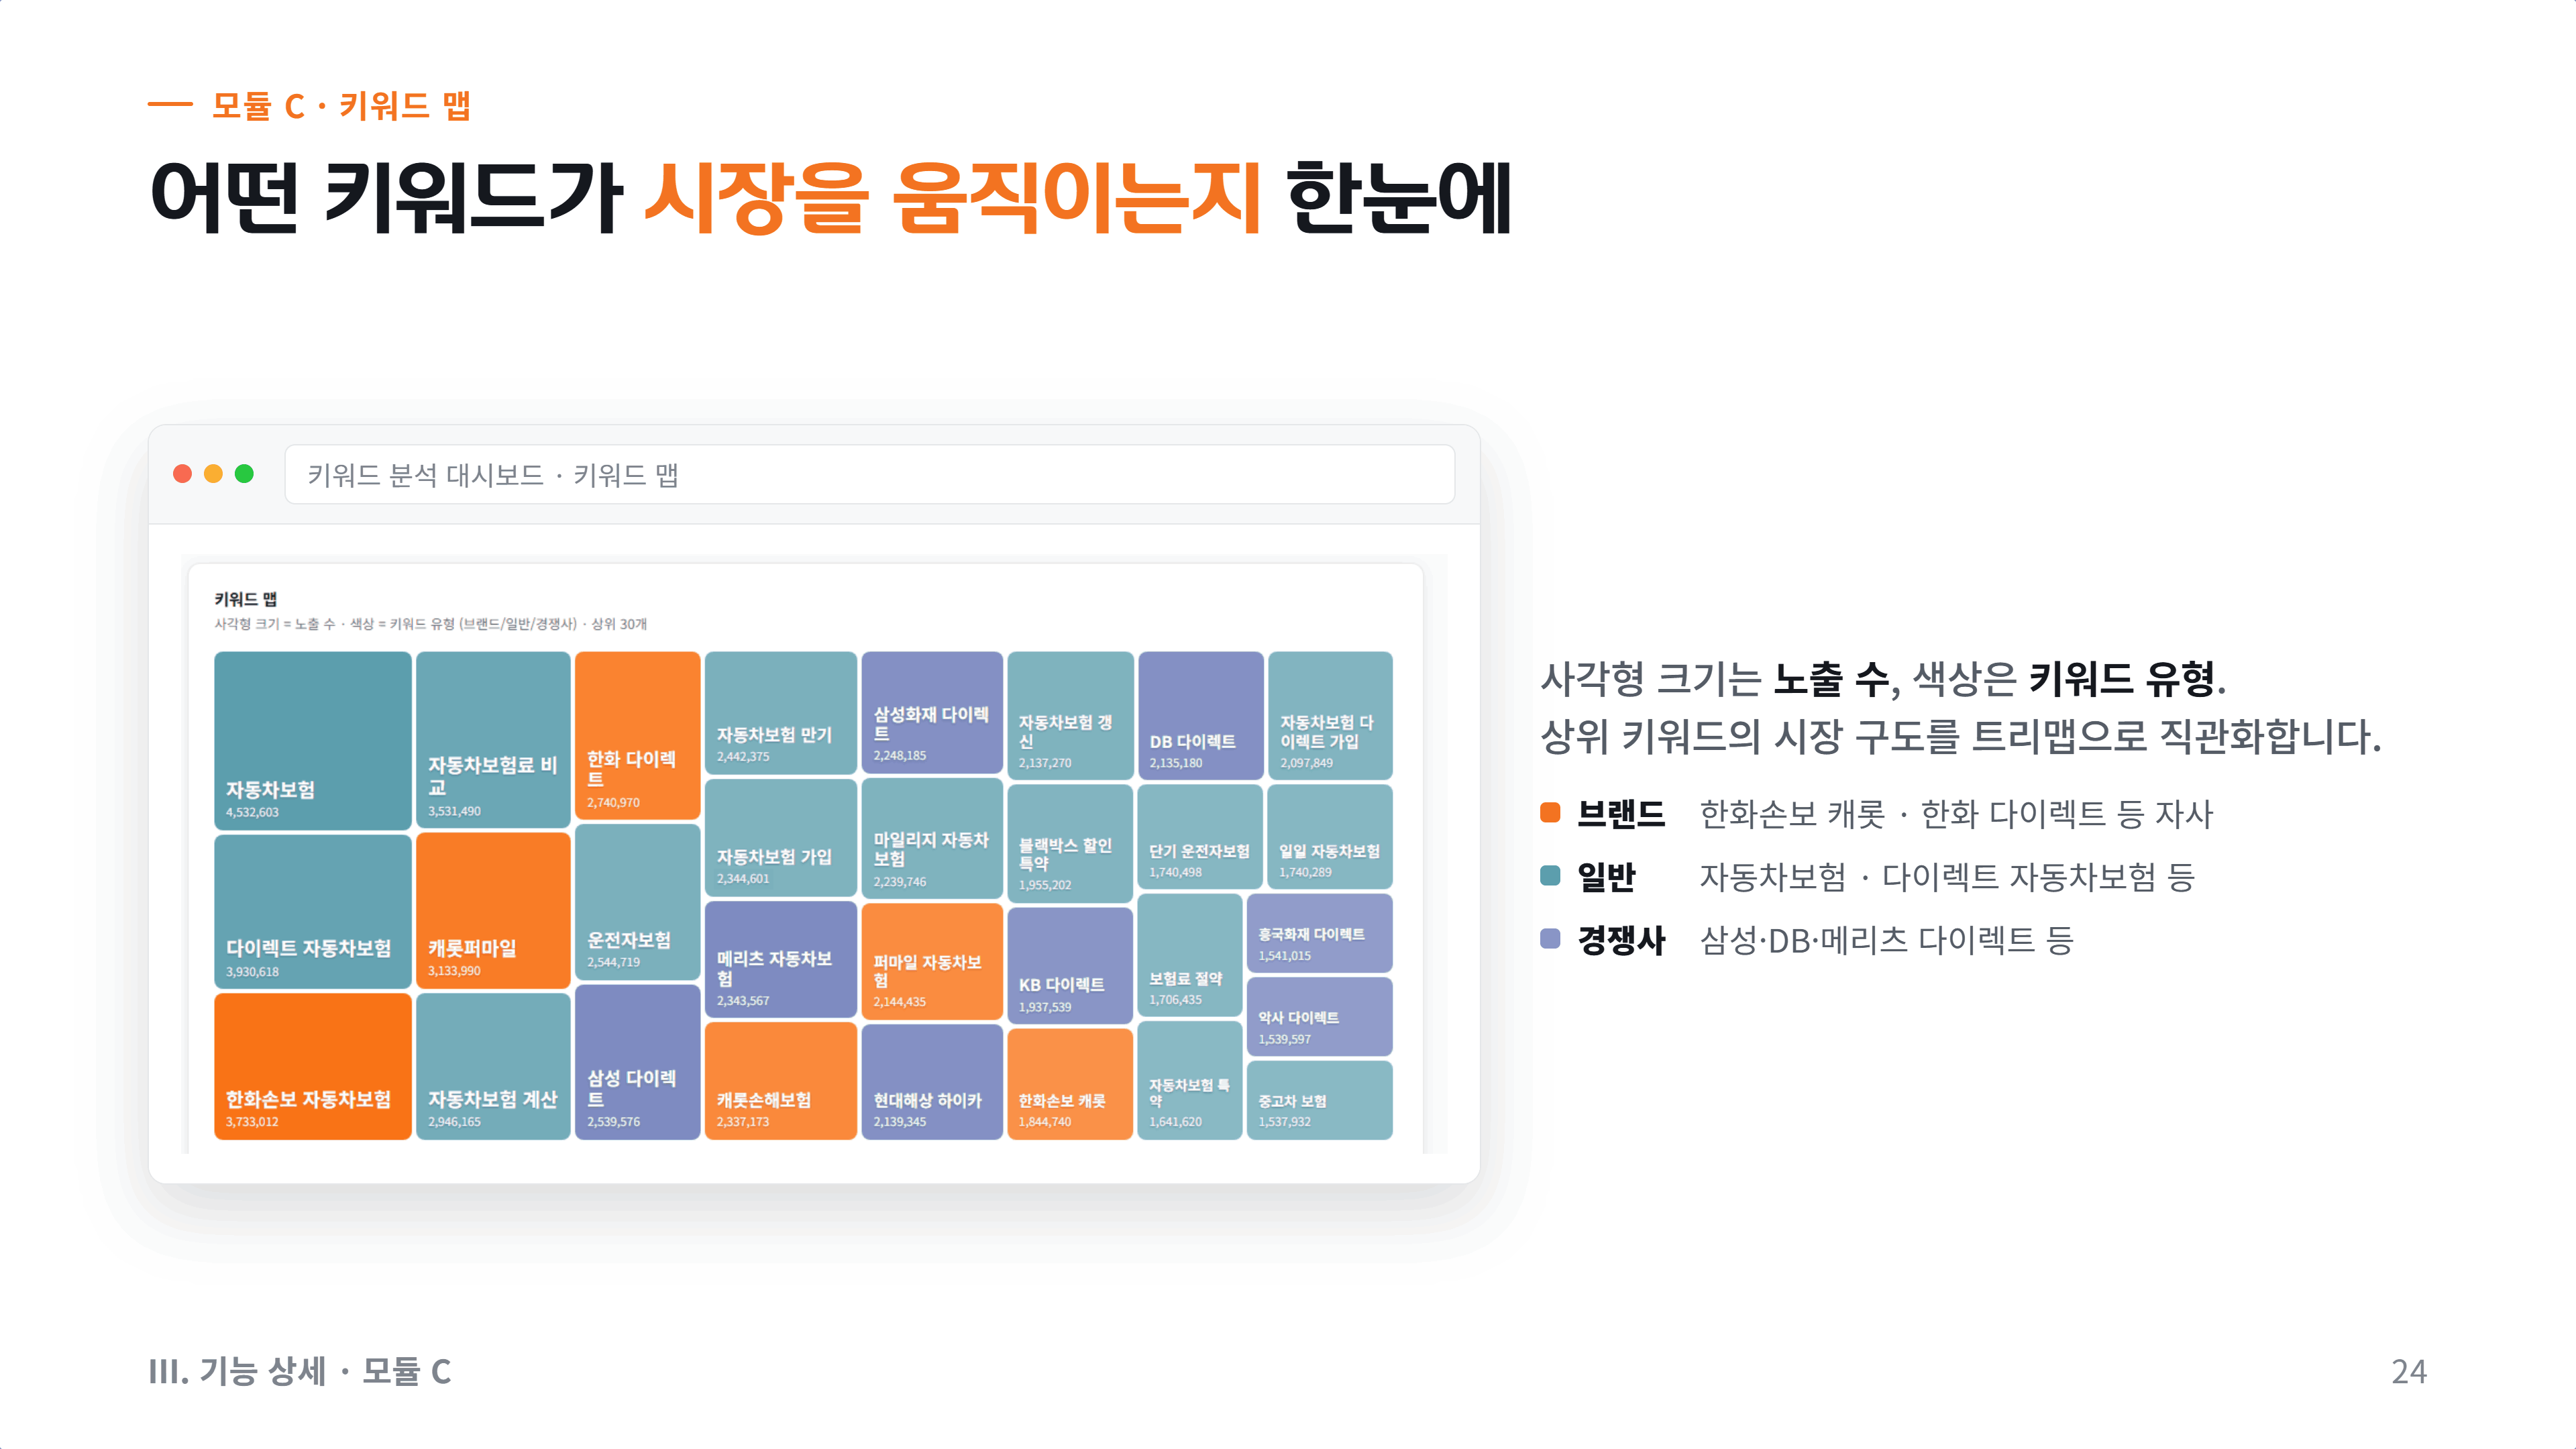 모듈 C · 키워드 맵
어떤 키워드가 시장을 움직이는지 한눈에
키워드 분석 대시보드 · 키워드 맵
키워드 맵
사각형 크기 = 노출 수 · 색상 = 키워드 유형 (브랜드/일반/경쟁사) · 상위 30개
자동차보험
4,532,603
다이렉트 자동차보험
3,930,618
한화손보 자동차보험
3,733,012
자동차보험료 비
교
3,531,490
캐롯퍼마일
3,133,990
자동차보험 계산
2,946,165
한화 다이렉
트
2,740,970
운전자보험
2,544,719
삼성 다이렉
트
2,539,576
자동차보험 만기
2,442,375
자동차보험 가입
2,344,601
메리츠 자동차보
험
2,343,567
캐롯손해보험
2,337,173
삼성화재 다이렉
트
2,248,185
마일리지 자동차
보험
2,239,746
퍼마일 자동차보
험
2,144,435
현대해상 하이카
2,139,345
자동차보험 갱
신
2,137,270
블랙박스 할인
특약
1,955,202
KB 다이렉트
1,937,539
한화손보 캐롯
1,844,740
DB 다이렉트
2,135,180
자동차보험 다
이렉트 가입
2,097,849
단기 운전자보험
1,740,498
일일 자동차보험
1,740,289
보험료 절약
1,706,435
자동차보험 특
약
1,641,620
흥국화재 다이렉트
1,541,015
악사 다이렉트
1,539,597
중고차 보험
1,537,932
사각형 크기는 노출 수, 색상은 키워드 유형.
상위 키워드의 시장 구도를 트리맵으로 직관화합니다.
브랜드 한화손보 캐롯 · 한화 다이렉트 등 자사
일반 자동차보험 · 다이렉트 자동차보험 등
경쟁사 삼성·DB·메리츠 다이렉트 등
III. 기능 상세 · 모듈 C
24